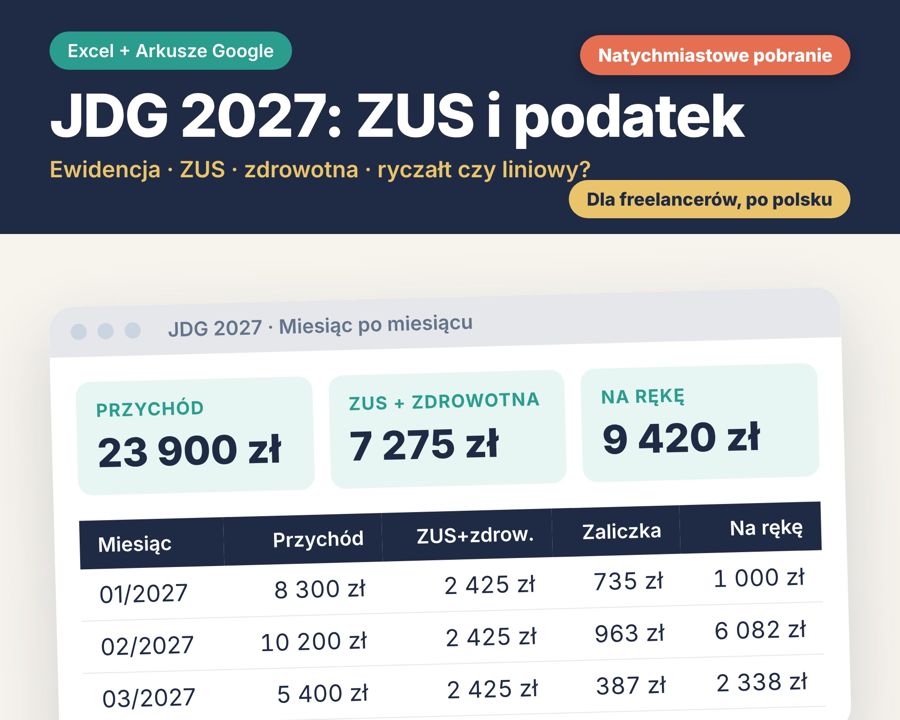 Excel + Arkusze Google
Natychmiastowe pobranie
JDG 2027: ZUS i podatek
Ewidencja · ZUS · zdrowotna · ryczałt czy liniowy?
Dla freelancerów, po polsku
JDG 2027 · Miesiąc po miesiącu
PRZYCHÓD
ZUS + ZDROWOTNA
NA RĘKĘ
23 900 zł
7 275 zł
9 420 zł
Miesiąc Przychód ZUS+zdrow. Zaliczka Na rękę
01/2027 8 300 zł 2 425 zł 735 zł 1 000 zł
02/2027 10 200 zł 2 425 zł 963 zł 6 082 zł
03/2027 5 400 zł 2 425 zł 387 zł 2 338 zł